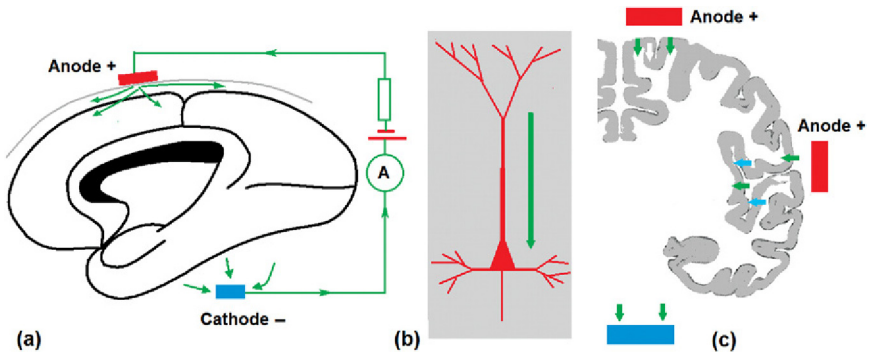 Anode +
A
Cathode –
(a)
(b)
Anode +
Anode +
(c)